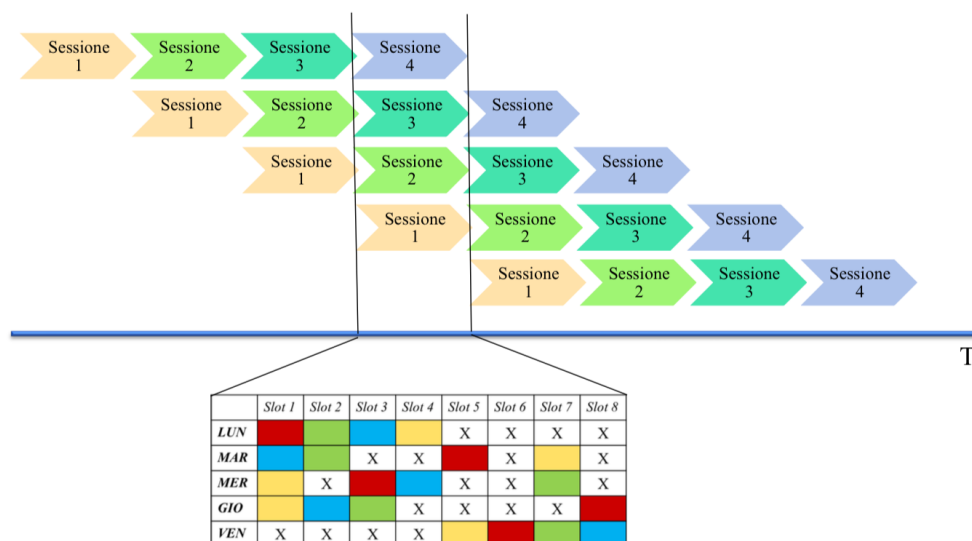 Sessione Sessione Sessione Sessione
1 2 3 4
Sessione Sessione Sessione Sessione
1 2 3 4
Sessione Sessione Sessione Sessione
1 2 3 4
Sessione Sessione Sessione Sessione
1 2 3 4
Sessione Sessione Sessione Sessione
1 2 3 4
T
Slot 1 Slot 2 Slot 3 Slot 4 Slot 5 Slot 6 Slot 7 Slot 8
LUN X X X X
MAR X X X X
MER X X X X
GIO X X X X
VEN X X X X